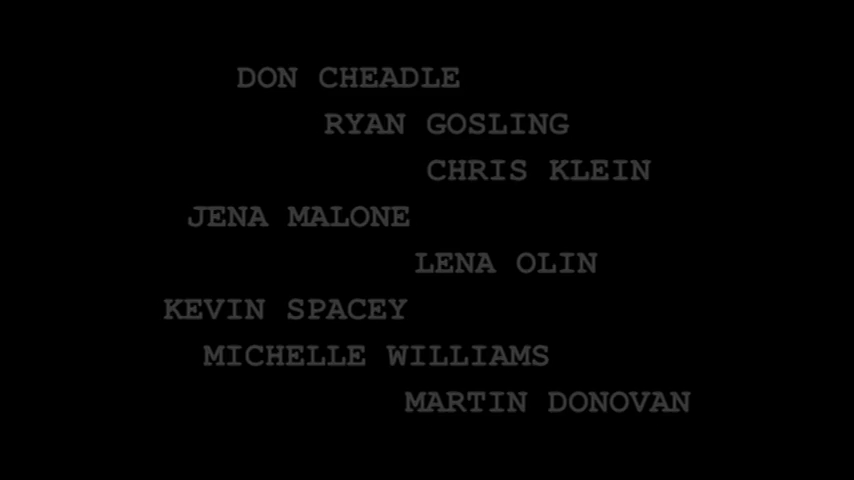 DON CHEADLE
RYAN GOSLING
CHRIS KLEIN
JENA MALONE
LENA OLIN
KEVIN SPACEY
MICHELLE WILLIAMS
MARTIN DONOVAN